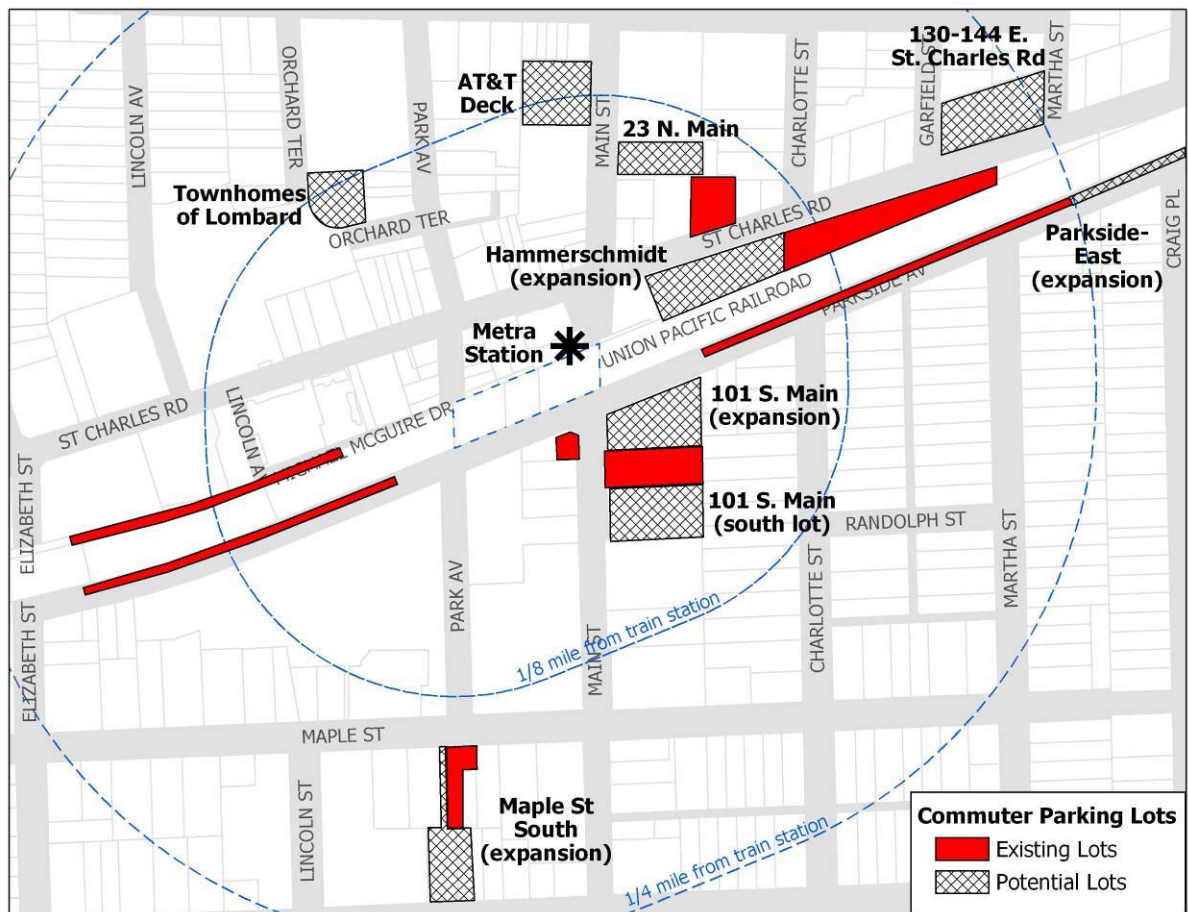 130-144 E.
St. Charles Rd
AT&T
Deck
23 N. Main
Townhomes
of Lombard
Hammerschmidt
(expansion)
Parkside-
East
(expansion)
Metra
Station
101 S. Main
(expansion)
101 S. Main
(south lot)
Maple St
South
(expansion)
LINCOLN AV
ORCHARD TER
PARK AV
MAIN ST
CHARLOTTE ST
GARFIELD ST
MARTHA ST
ORCHARD TER
ST CHARLES RD
CRAIG PL
UNION PACIFIC RAILROAD
PARKSIDE AV
ST CHARLES RD
LINCOLN AV
MICHAEL MCGUIRE DR
ELIZABETH ST
ELIZABETH ST
PARK AV
MAIN ST
RANDOLPH ST
CHARLOTTE ST
MARTHA ST
1/8 mile from train station
MAPLE ST
LINCOLN ST
1/4 mile from train station
Commuter Parking Lots
Existing Lots
Potential Lots